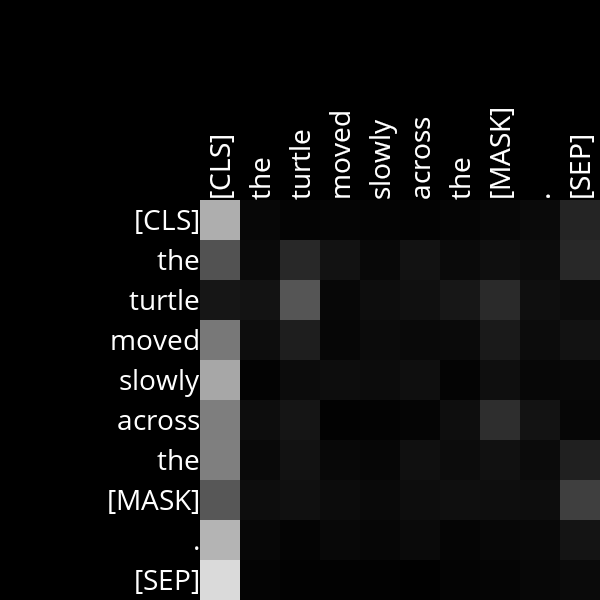 [CLS] the turtle moved slowly across the [MASK] . [SEP]
[CLS]
the
turtle
moved
slowly
across
the
[MASK]
.
[SEP]